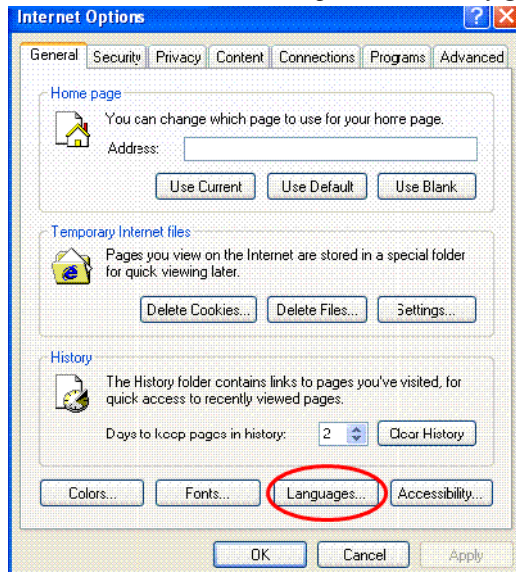 Internet Options
General Security Privacy Content Connections Programs Advanced
Home page
You can change which page to use for your home page.
Address:
Use Current Use Default Use Blank
Temporary Internet files
Pages you view on the Internet are stored in a special folder
for quick viewing later.
Delete Cookies... Delete Files... Settings...
History
The History folder contains links to pages you've visited, for
quick access to recently viewed pages.
Days to keep pages in history: 2 Clear History
Colors... Fonts... Languages... Accessibility...
OK Cancel Apply